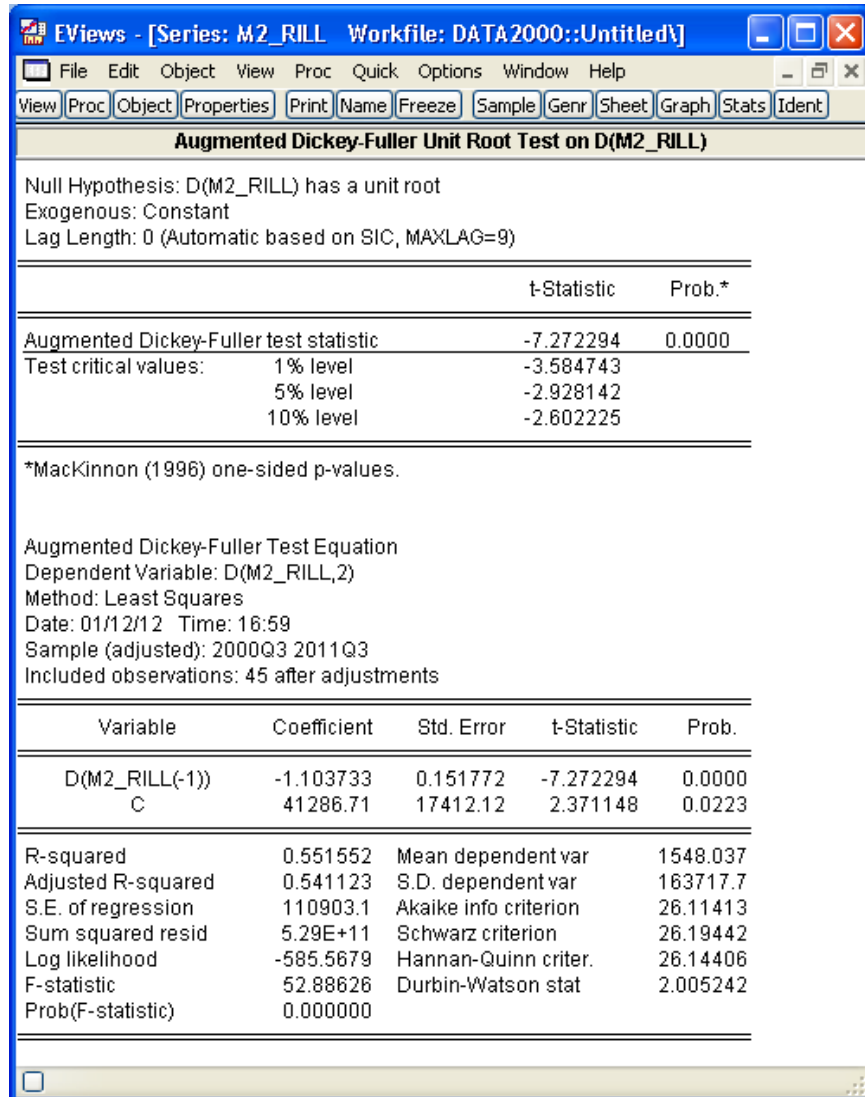 EViews - [Series: M2_RILL Workfile: DATA2000::Untitled\]
File Edit Object View Proc Quick Options Window Help
View Proc Object Properties Print Name Freeze Sample Genr Sheet Graph Stats Ident
Augmented Dickey-Fuller Unit Root Test on D(M2_RILL)
Null Hypothesis: D(M2_RILL) has a unit root
Exogenous: Constant
Lag Length: 0 (Automatic based on SIC, MAXLAG=9)
t-Statistic Prob.*
Augmented Dickey-Fuller test statistic -7.272294 0.0000
Test critical values: 1% level -3.584743
5% level -2.928142
10% level -2.602225
*MacKinnon (1996) one-sided p-values.
Augmented Dickey-Fuller Test Equation
Dependent Variable: D(M2_RILL,2)
Method: Least Squares
Date: 01/12/12 Time: 16:59
Sample (adjusted): 2000Q3 2011Q3
Included observations: 45 after adjustments
Variable Coefficient Std. Error t-Statistic Prob.
D(M2_RILL(-1)) -1.103733 0.151772 -7.272294 0.0000
C 41286.71 17412.12 2.371148 0.0223
R-squared 0.551552 Mean dependent var 1548.037
Adjusted R-squared 0.541123 S.D. dependent var 163717.7
S.E. of regression 110903.1 Akaike info criterion 26.11413
Sum squared resid 5.29E+11 Schwarz criterion 26.19442
Log likelihood -585.5679 Hannan-Quinn criter. 26.14406
F-statistic 52.88626 Durbin-Watson stat 2.005242
Prob(F-statistic) 0.000000